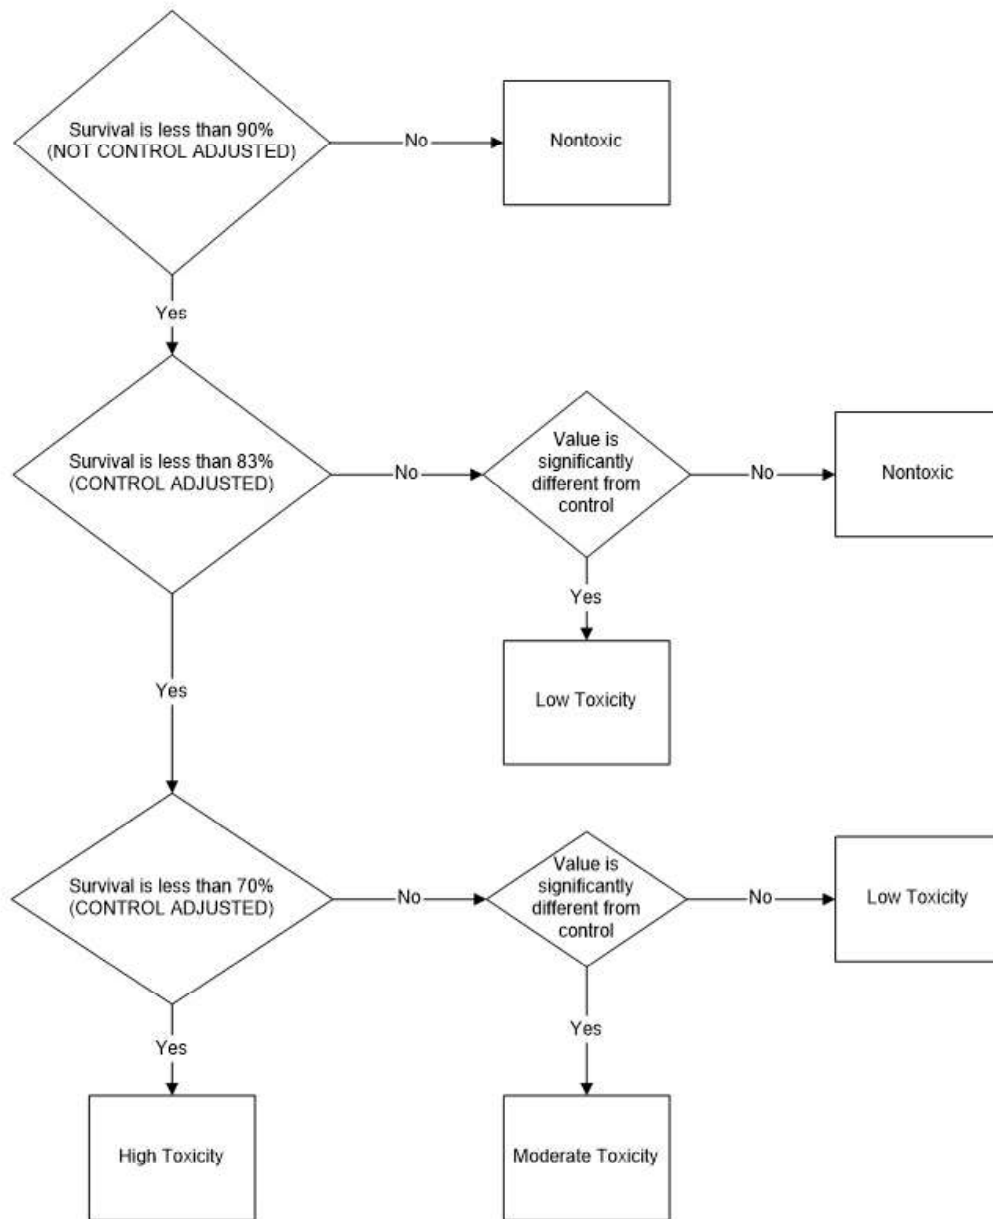 Survival is less than 90%
(NOT CONTROL ADJUSTED)
No
Nontoxic
Yes
Survival is less than 83%
(CONTROL ADJUSTED)
No
Value is
significantly
different from
control
No
Nontoxic
Yes
Low Toxicity
Yes
Survival is less than 70%
(CONTROL ADJUSTED)
No
Value is
significantly
different from
control
No
Low Toxicity
Yes
High Toxicity
Yes
Moderate Toxicity